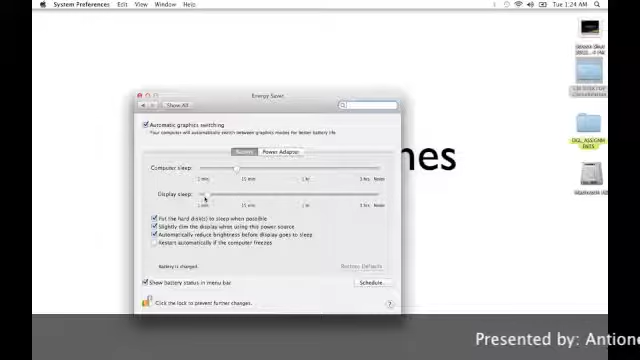 System Preferences Edit View Window Help
Tue 1:24 AM
Energy Saver
Show All
Automatic graphics switching
Your computer will automatically switch between graphics modes for better battery life.
Battery Power Adapter
Computer sleep:
1 min 15 min 1 hr 3 hrs Never
Display sleep:
1 min 15 min 1 hr 3 hrs Never
Put the hard disk(s) to sleep when possible
Slightly dim the display when using this power source
Automatically reduce brightness before display goes to sleep
Restart automatically if the computer freezes
Battery is charged.
Restore Defaults
Show battery status in menu bar
Schedule...
Click the lock to prevent further changes.
?
mes
Macintosh HD
Presented by: Antione